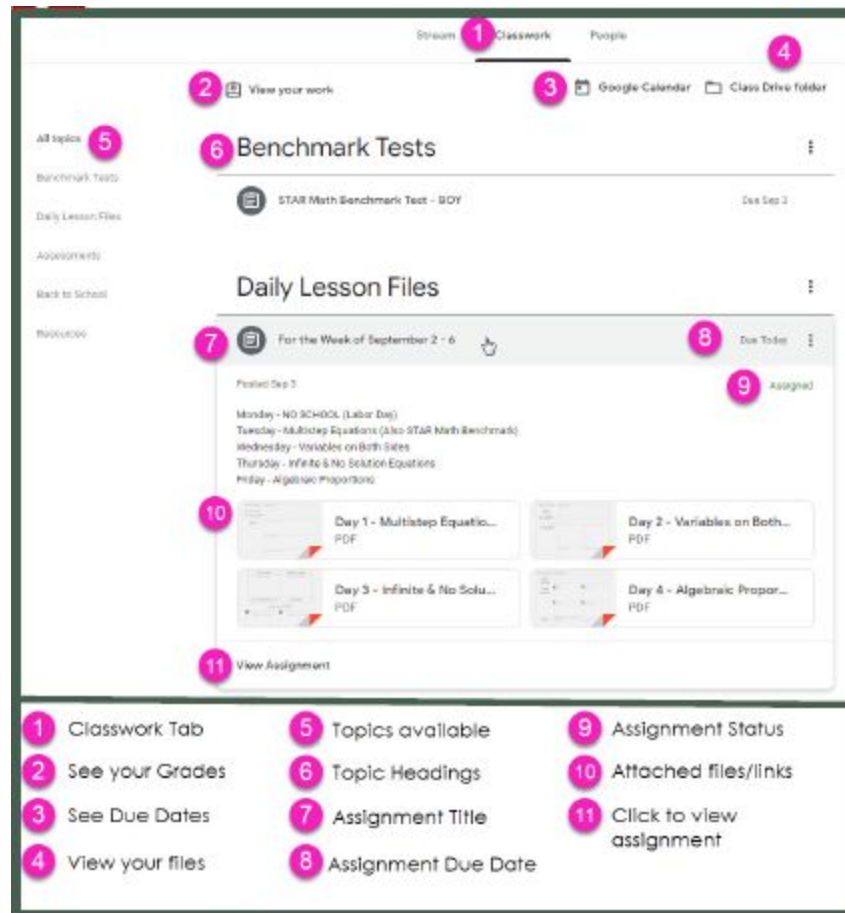 Stream 1 Classwork People
4
2 View your work 3 Google Calendar Class Drive folder
All topics 5
6 Benchmark Tests
Benchmark Tests
STAR Math Benchmark Test - BOY Due Sep 3
Daily Lesson Files
Assessments
Back to School
Daily Lesson Files
Resources
7 For the Week of September 2 - 6 8 Due Today
Posted Sep 3 9 Assigned
Monday - NO SCHOOL (Labor Day)
Tuesday - Multistep Equations (Also STAR Math Benchmark)
Wednesday - Variables on Both Sides
Thursday - Infinite & No Solution Equations
Friday - Algebraic Proportions
10
Day 1 - Multistep Equatio...
PDF
Day 2 - Variables on Both...
PDF
Day 3 - Infinite & No Solu...
PDF
Day 4 - Algebraic Propor...
PDF
11 View Assignment
1 Classwork Tab
2 See your Grades
3 See Due Dates
4 View your files
5 Topics available
6 Topic Headings
7 Assignment Title
8 Assignment Due Date
9 Assignment Status
10 Attached files/links
11 Click to view
assignment